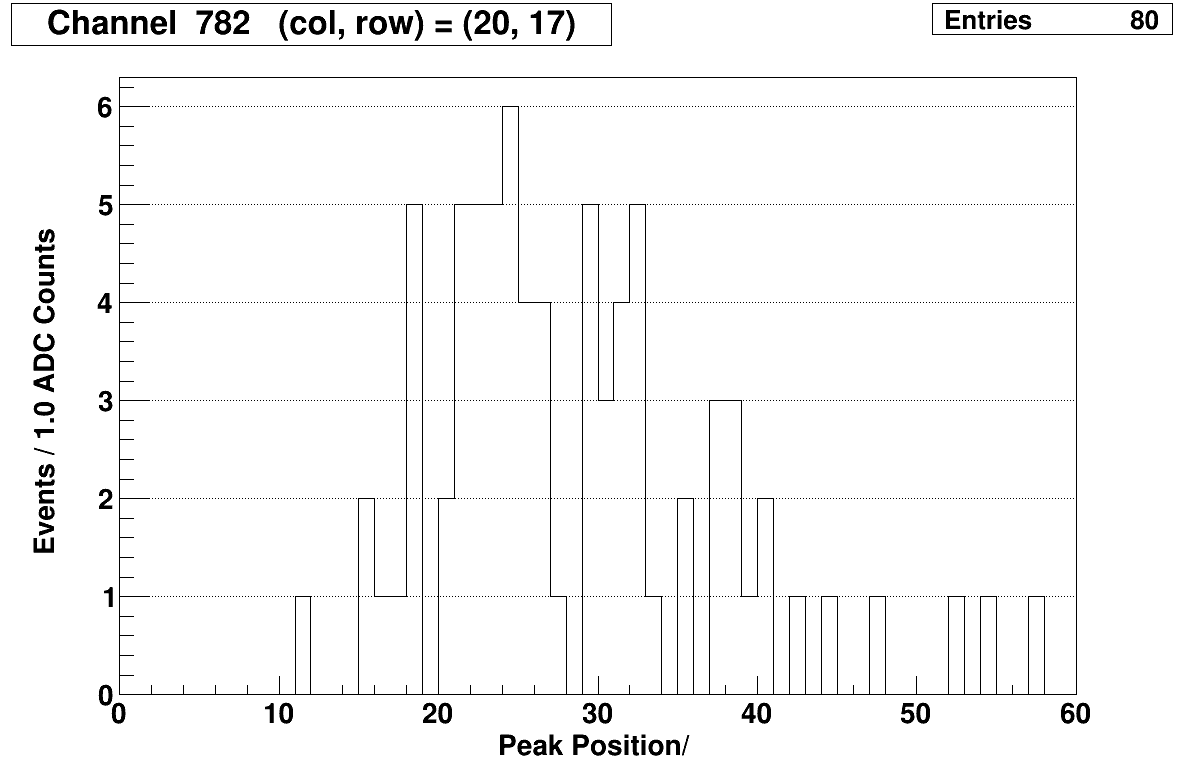 Channel 782 (col, row) = (20, 17)
Entries 80
Events / 1.0 ADC Counts
6
5
4
3
2
1
0
0 10 20 30 40 50 60
Peak Position/